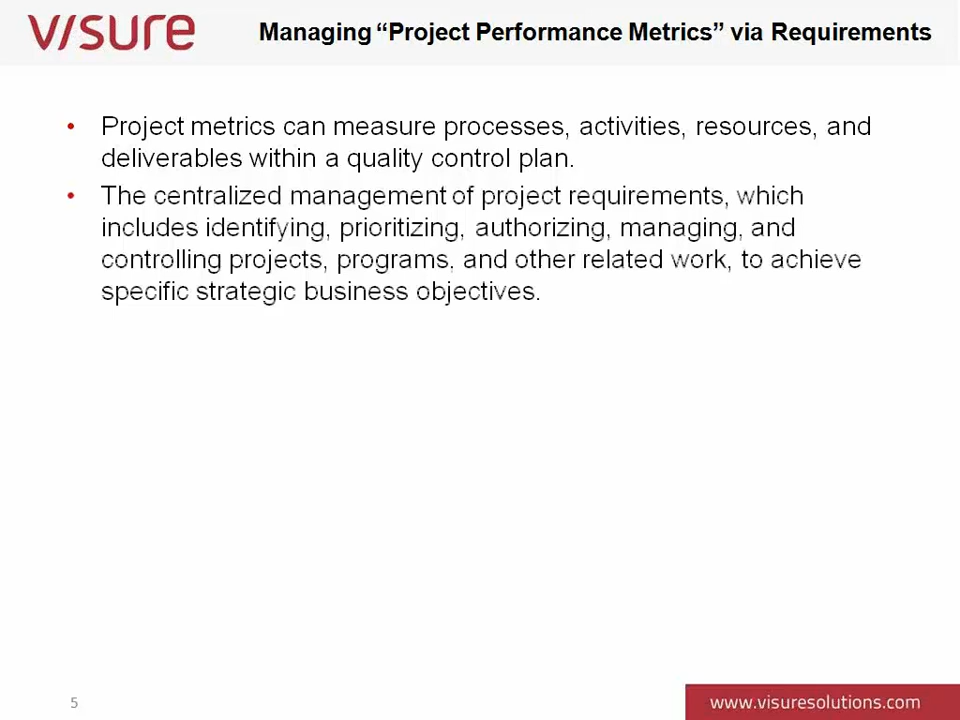 visure
Managing “Project Performance Metrics” via Requirements
• Project metrics can measure processes, activities, resources, and
deliverables within a quality control plan.
• The centralized management of project requirements, which
includes identifying, prioritizing, authorizing, managing, and
controlling projects, programs, and other related work, to achieve
specific strategic business objectives.
5
www.visuresolutions.com